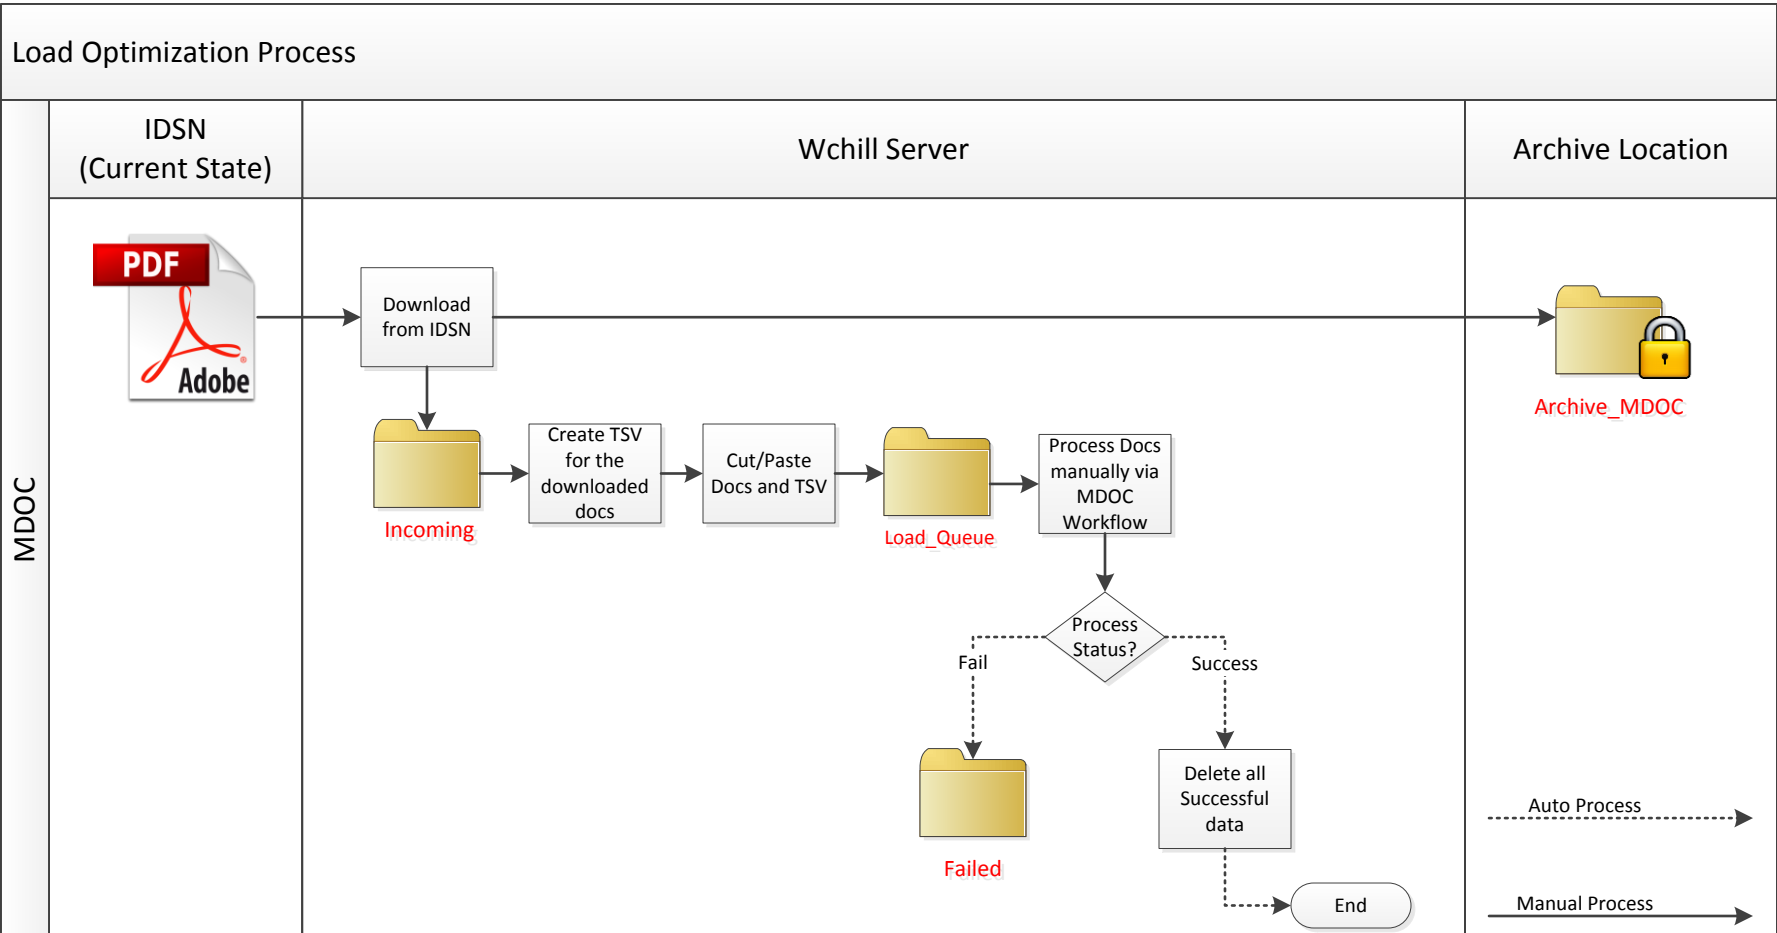 Load Optimization Process
IDSN
(Current State)
Wchill Server
Archive Location
MDOC
PDF
Adobe
Download
from IDSN
Archive_MDOC
Incoming
Create TSV
for the
downloaded
docs
Cut/Paste
Docs and TSV
Load_Queue
Process Docs
manually via
MDOC
Workflow
Process
Status?
Fail
Success
Failed
Delete all
Successful
data
End
Auto Process
Manual Process